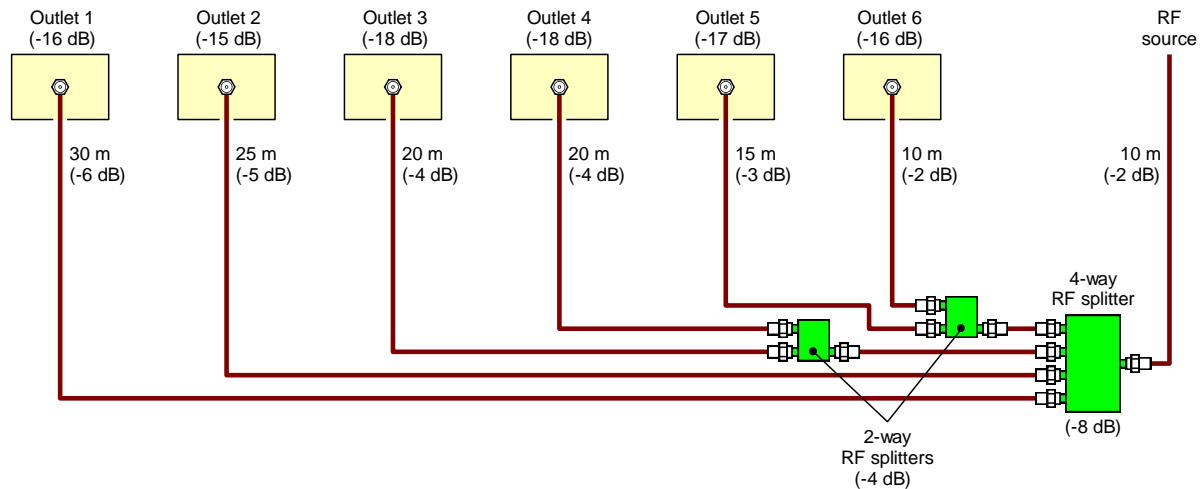 Outlet 1
(-16 dB)
Outlet 2
(-15 dB)
Outlet 3
(-18 dB)
Outlet 4
(-18 dB)
Outlet 5
(-17 dB)
Outlet 6
(-16 dB)
RF
source
30 m
(-6 dB)
25 m
(-5 dB)
20 m
(-4 dB)
20 m
(-4 dB)
15 m
(-3 dB)
10 m
(-2 dB)
10 m
(-2 dB)
4-way
RF splitter
(-8 dB)
2-way
RF splitters
(-4 dB)